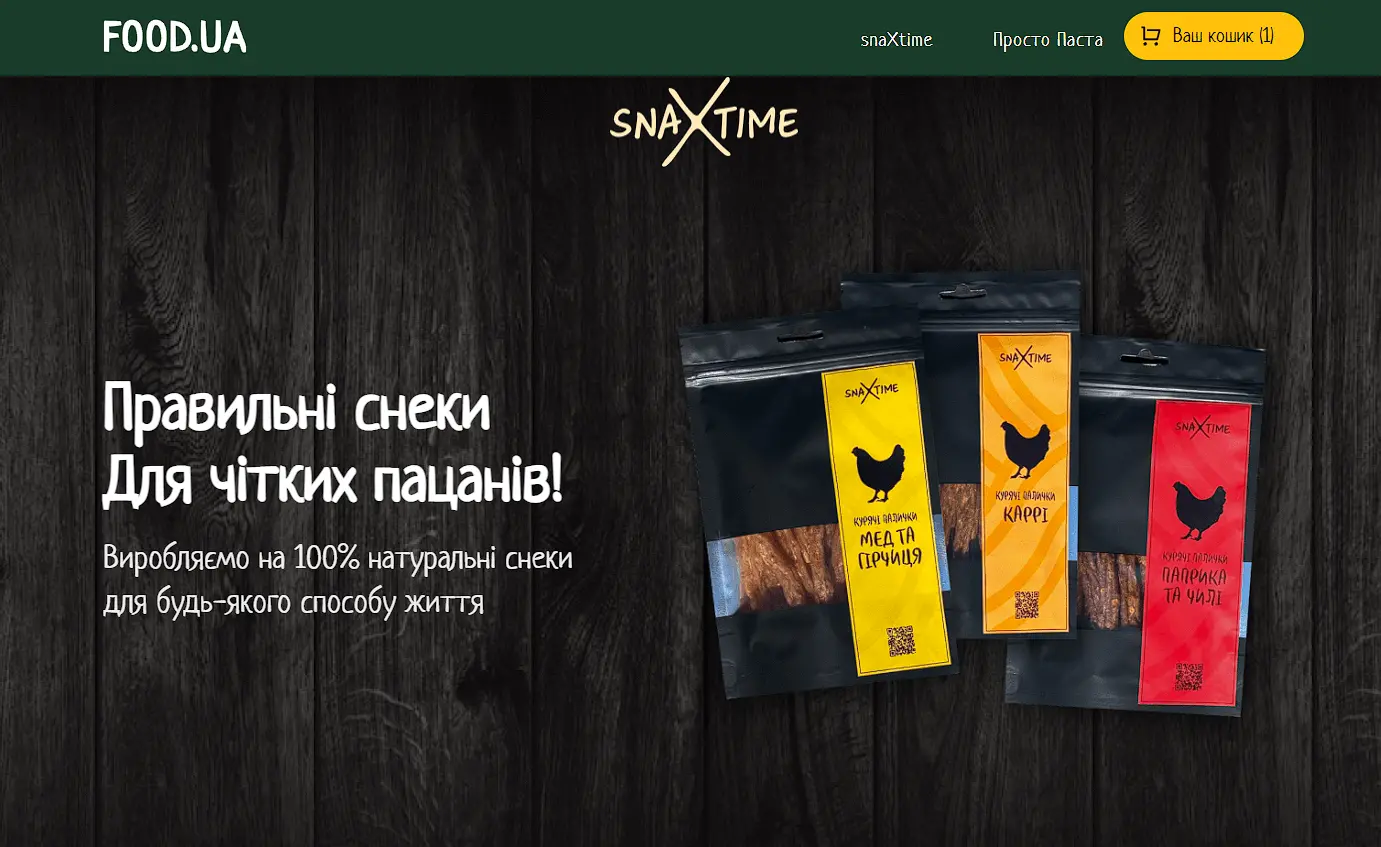 FOOD.UA
snaXtime
Просто Паста
Ваш кошик (1)
SNAXTIME
Правильні снеки
Для чітких пацанів!
Виробляємо на 100% натуральні снеки
для будь-якого способу життя
SNAXTIME
КУРЯЧІ ПАЛИЧКИ
МЕД ТА
ГІРЧИЦЯ
SNAXTIME
КУРЯЧІ ПАЛИЧКИ
КАРРІ
SNAXTIME
КУРЯЧІ ПАЛИЧКИ
ПАПРИКА
ТА ЧИЛІ